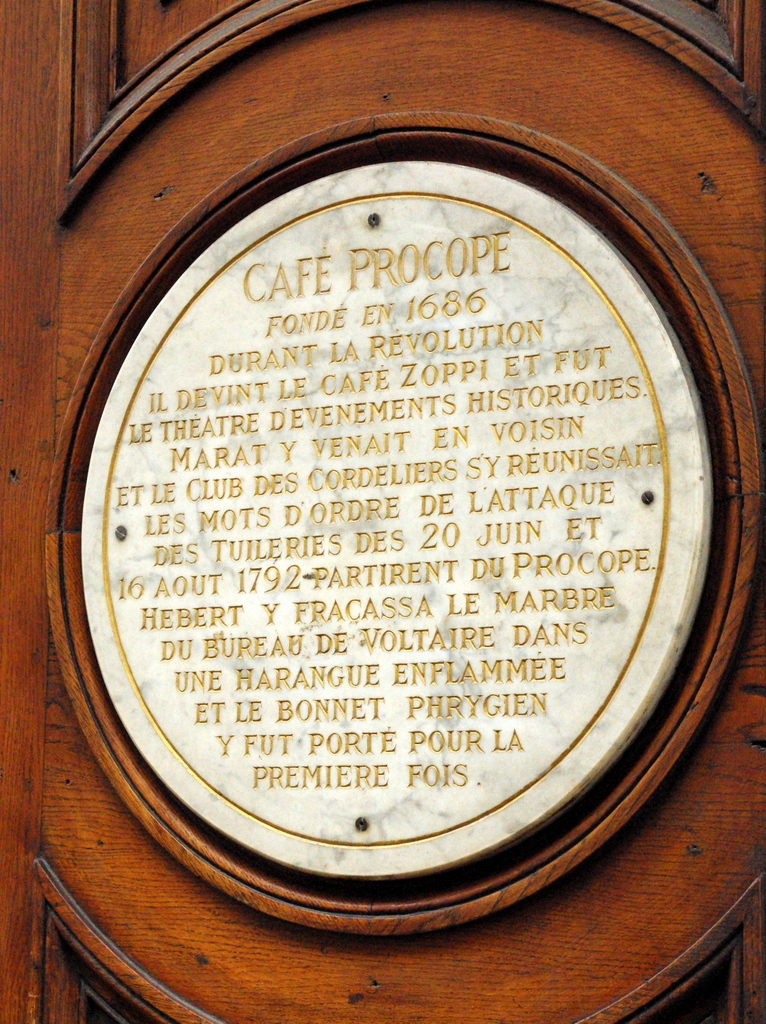 CAFÉ PROCOPE
FONDÉ EN 1686
DURANT LA RÉVOLUTION
IL DEVINT LE CAFÉ ZOPPI ET FUT
LE THÉATRE D'EVENEMENTS HISTORIQUES.
MARAT Y VENAIT EN VOISIN
ET LE CLUB DES CORDELIERS S'Y RÉUNISSAIT.
LES MOTS D'ORDRE DE L'ATTAQUE
DES TUILERIES DES 20 JUIN ET
16 AOUT 1792 PARTIRENT DU PROCOPE.
HEBERT Y FRAÇASSA LE MARBRE
DU BUREAU DE VOLTAIRE DANS
UNE HARANGUE ENFLAMMÉE
ET LE BONNET PHRYGIEN
Y FUT PORTÉ POUR LA
PREMIERE FOIS.